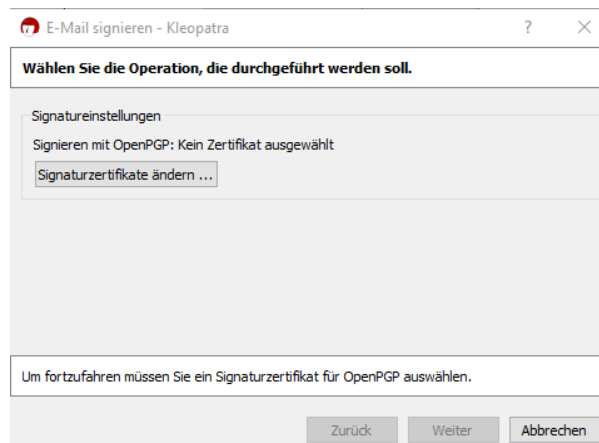 E-Mail signieren - Kleopatra
Wählen Sie die Operation, die durchgeführt werden soll.
Signatureinstellungen
Signieren mit OpenPGP: Kein Zertifikat ausgewählt
Signaturzertifikate ändern ...
Um fortzufahren müssen Sie ein Signaturzertifikat für OpenPGP auswählen.
Zurück Weiter Abbrechen